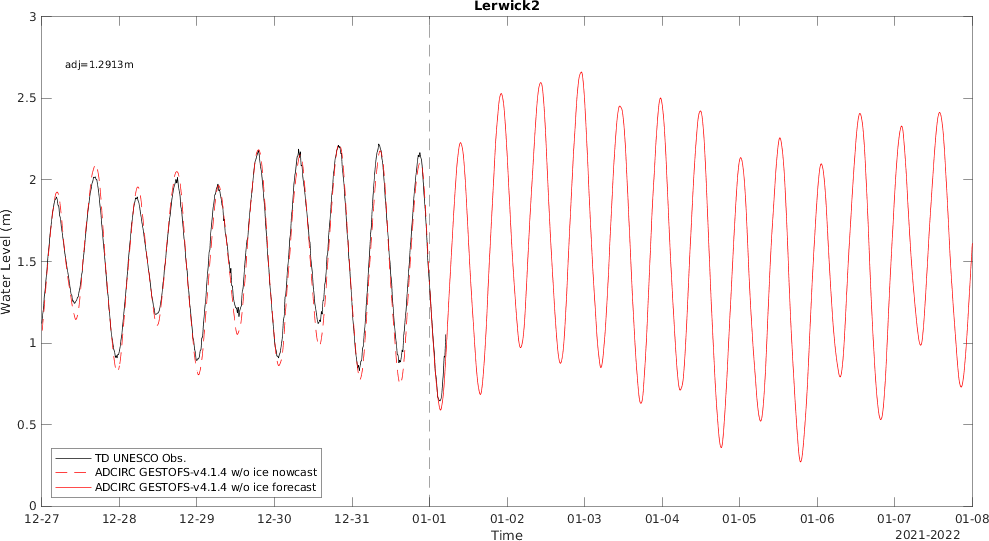 Lerwick2
3
adj=1.2913m
2.5
2
1.5
1
0.5
0
Water Level (m)
TD UNESCO Obs.
ADCIRC GESTOFS-v4.1.4 w/o ice nowcast
ADCIRC GESTOFS-v4.1.4 w/o ice forecast
12-27 12-28 12-29 12-30 12-31 01-01 01-02 01-03 01-04 01-05 01-06 01-07 01-08
Time
2021-2022